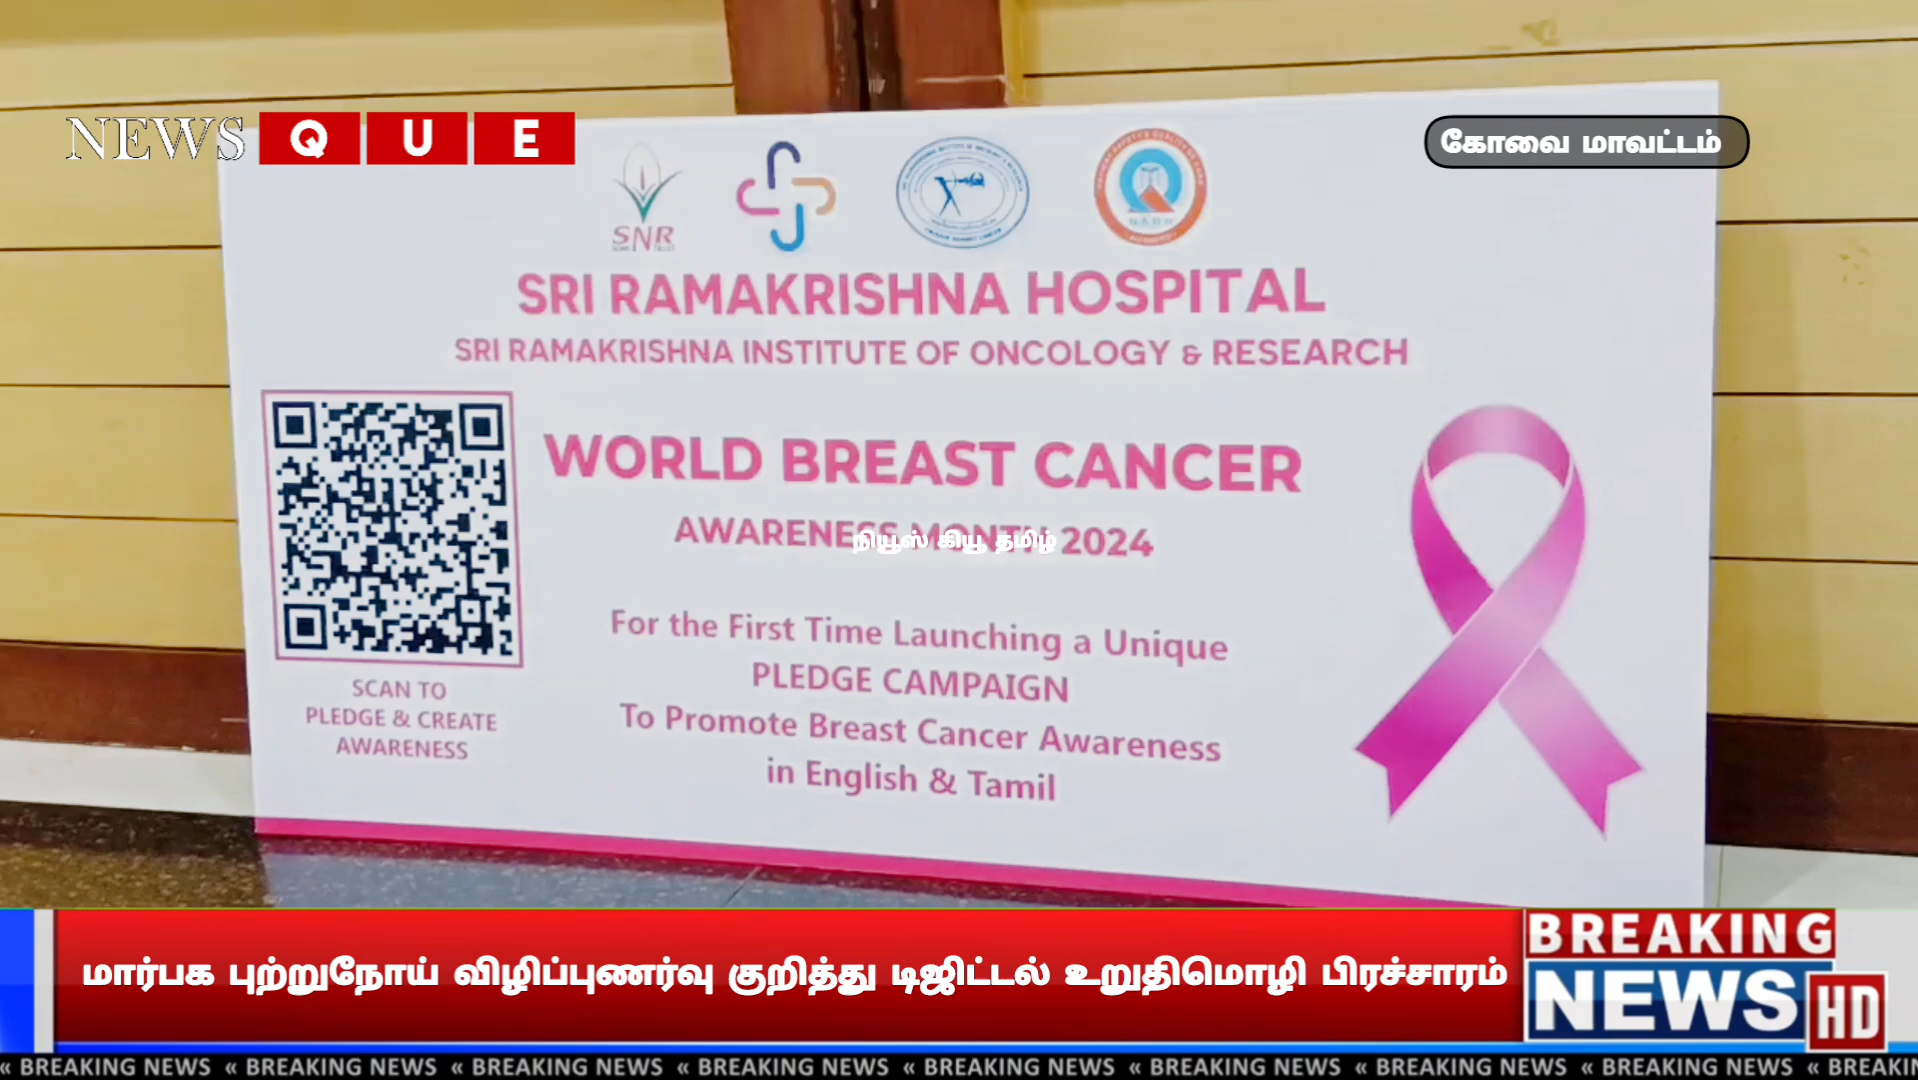 NEWS QUE
கோவை மாவட்டம்
SNR
NABH
SRI RAMAKRISHNA HOSPITAL
SRI RAMAKRISHNA INSTITUTE OF ONCOLOGY & RESEARCH
WORLD BREAST CANCER
AWARENESS MONTH 2024
நியூஸ் கியூ தமிழ்
For the First Time Launching a Unique
PLEDGE CAMPAIGN
To Promote Breast Cancer Awareness
in English & Tamil
SCAN TO
PLEDGE & CREATE
AWARENESS
மார்பக புற்றுநோய் விழிப்புணர்வு குறித்து டிஜிட்டல் உறுதிமொழி பிரச்சாரம்
BREAKING
NEWS HD
« BREAKING NEWS « BREAKING NEWS « BREAKING NEWS « BREAKING NEWS « BREAKING NEWS « BREAKING NEWS « BREAKING NEWS « BREAKING NEWS « BREAKIN